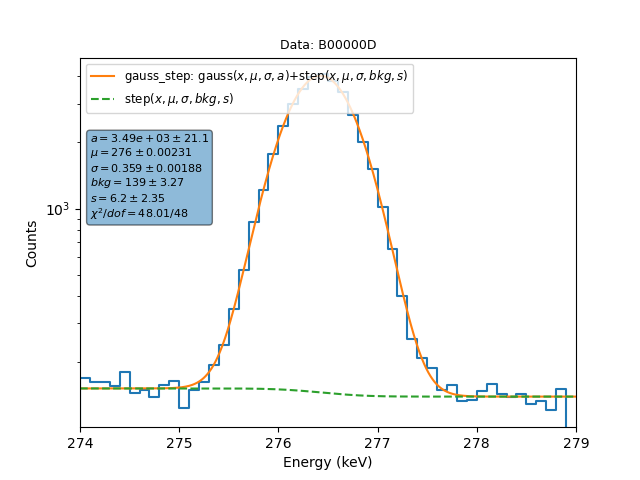 Data: B00000D
gauss_step: gauss(x, μ, σ, a)+step(x, μ, σ, bkg, s)
step(x, μ, σ, bkg, s)
a = 3.49e + 03 ± 21.1
μ = 276 ± 0.00231
σ = 0.359 ± 0.00188
bkg = 139 ± 3.27
s = 6.2 ± 2.35
χ²/dof = 48.01/48
10³
Counts
274 275 276 277 278 279
Energy (keV)